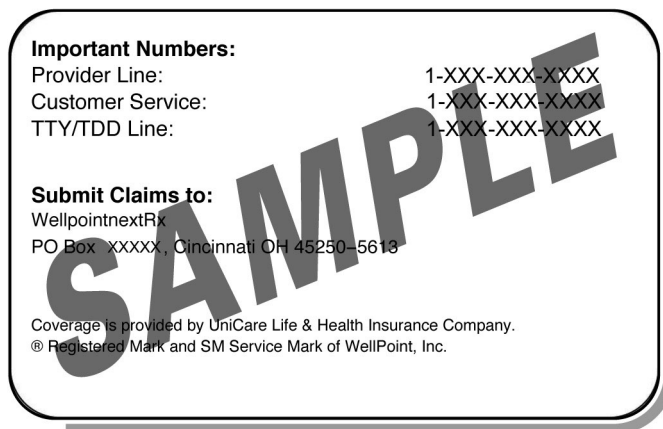 Important Numbers:
Provider Line: 1-XXX-XXX-XXXX
Customer Service: 1-XXX-XXX-XXXX
TTY/TDD Line: 1-XXX-XXX-XXXX
Submit Claims to:
WellpointnextRx
PO Box XXXXX, Cincinnati OH 45250–5613
Coverage is provided by UniCare Life & Health Insurance Company.
® Registered Mark and SM Service Mark of WellPoint, Inc.
SAMPLE